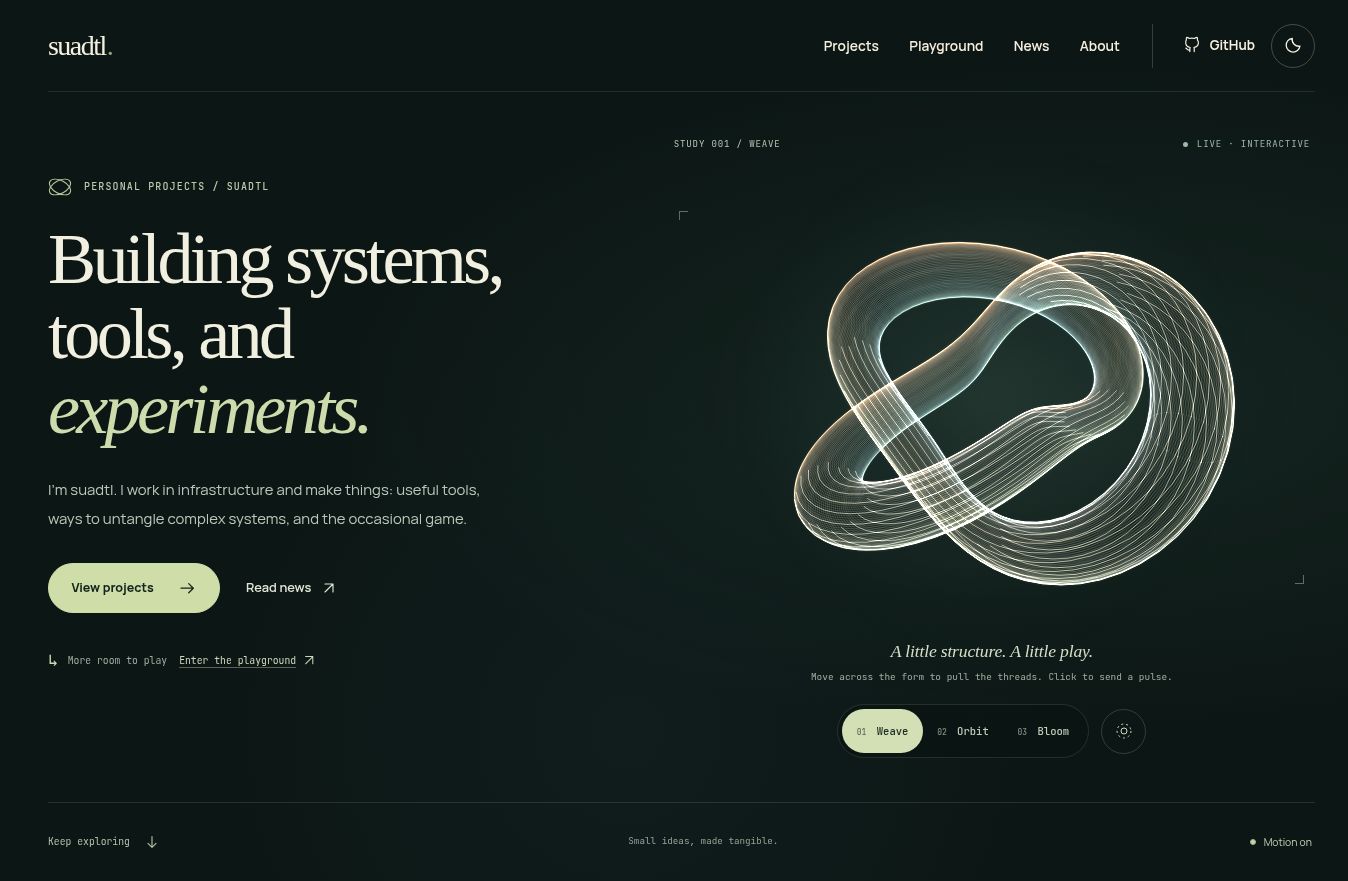 suadtl.
Projects
Playground
News
About
GitHub
STUDY 001 / WEAVE
LIVE · INTERACTIVE
PERSONAL PROJECTS / SUADTL
Building systems,
tools, and
experiments.
I'm suadtl. I work in infrastructure and make things: useful tools,
ways to untangle complex systems, and the occasional game.
View projects
Read news
More room to play Enter the playground
A little structure. A little play.
Move across the form to pull the threads. Click to send a pulse.
01 Weave
02 Orbit
03 Bloom
Keep exploring
Small ideas, made tangible.
Motion on